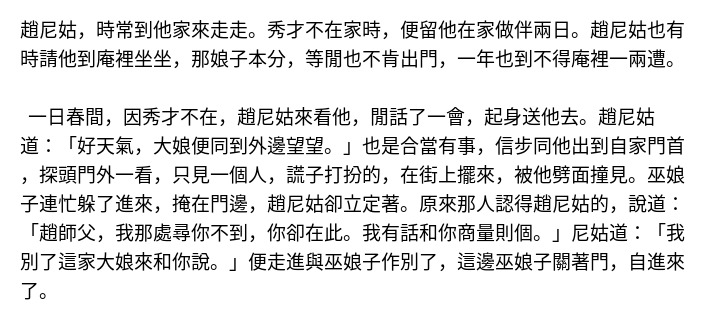 趙尼姑，時常到他家來走走。秀才不在家時，便留他在家做伴兩日。趙尼姑也有
時請他到庵裡坐坐，那娘子本分，等閒也不肯出門，一年也到不得庵裡一兩遭。
一日春間，因秀才不在，趙尼姑來看他，閒話了一會，起身送他去。趙尼姑
道：「好天氣，大娘便同到外邊望望。」也是合當有事，信步同他出到自家門首
，探頭門外一看，只見一個人，謊子打扮的，在街上擺來，被他劈面撞見。巫娘
子連忙躲了進來，掩在門邊，趙尼姑卻立定著。原來那人認得趙尼姑的，說道：
「趙師父，我那處尋你不到，你卻在此。我有話和你商量則個。」尼姑道：「我
別了這家大娘來和你說。」便走進與巫娘子作別了，這邊巫娘子關著門，自進來
了。